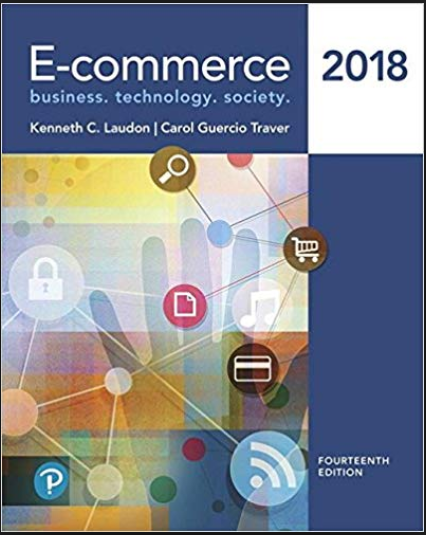 E-commerce
2018
business. technology. society.
Kenneth C. Laudon | Carol Guercio Traver
FOURTEENTH
EDITION
P